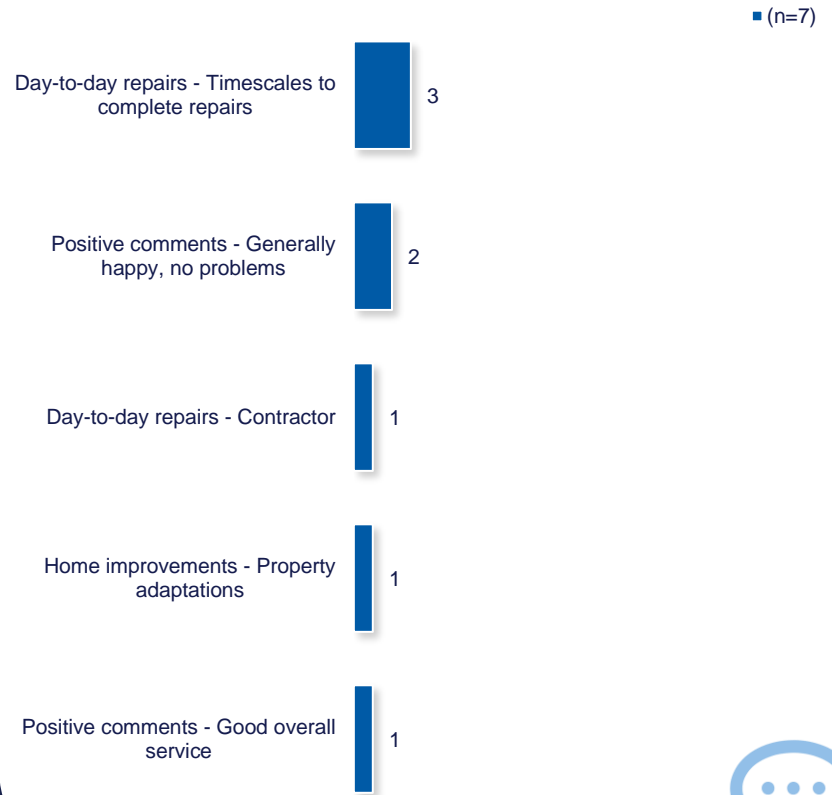 (n=7)
Day-to-day repairs - Timescales to
complete repairs
3
Positive comments - Generally
happy, no problems
2
Day-to-day repairs - Contractor
1
Home improvements - Property
adaptations
1
Positive comments - Good overall
service
1